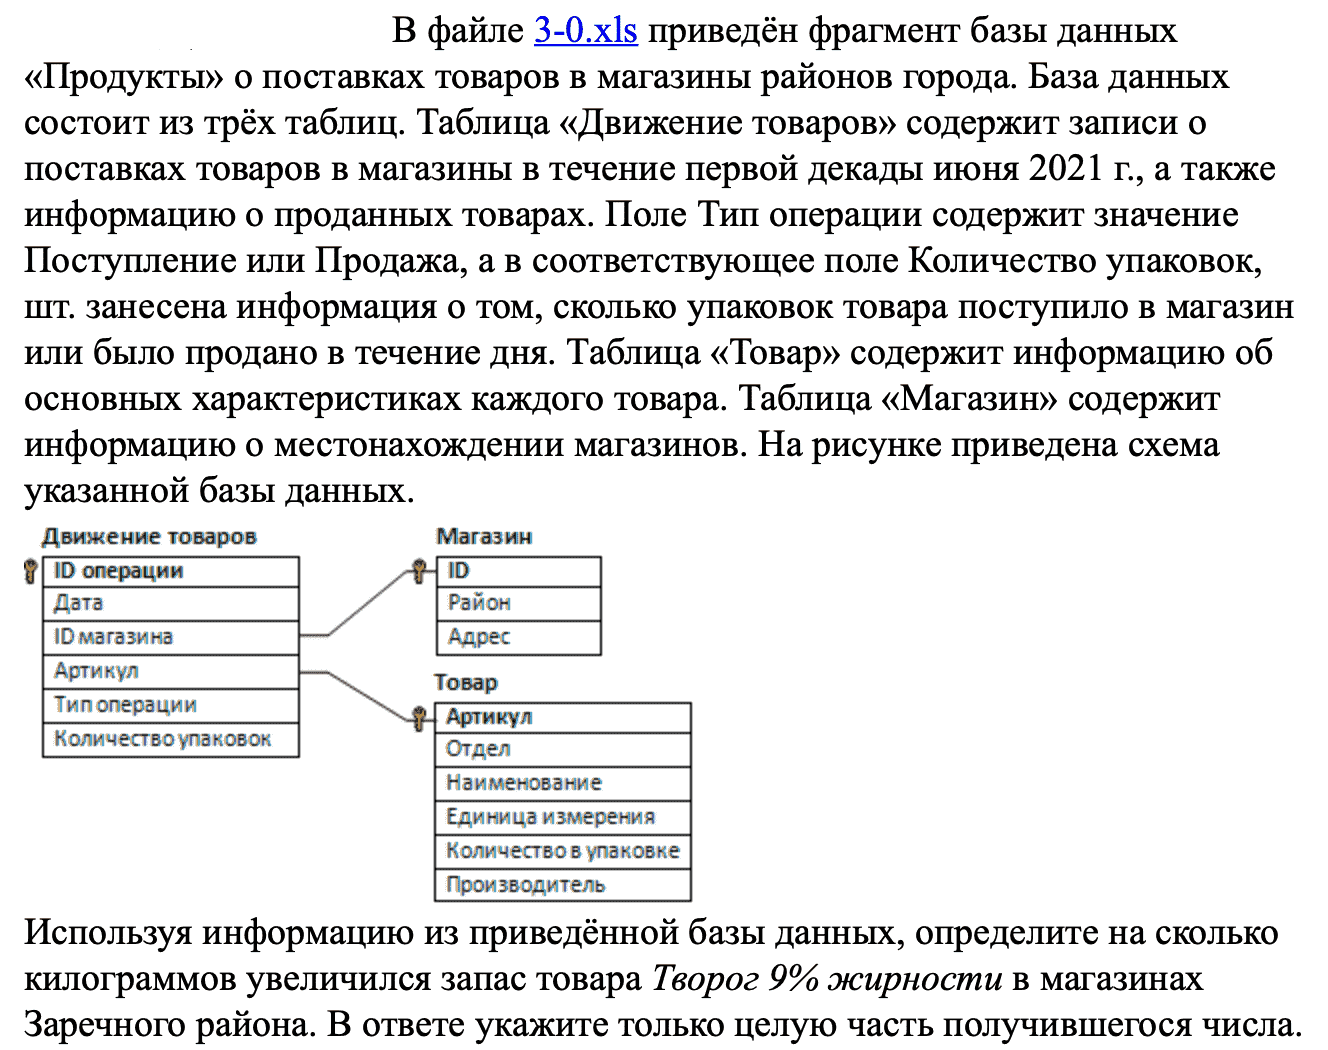 В файле 3-0.xls приведён фрагмент базы данных
«Продукты» о поставках товаров в магазины районов города. База данных
состоит из трёх таблиц. Таблица «Движение товаров» содержит записи о
поставках товаров в магазины в течение первой декады июня 2021 г., а также
информацию о проданных товарах. Поле Тип операции содержит значение
Поступление или Продажа, а в соответствующее поле Количество упаковок,
шт. занесена информация о том, сколько упаковок товара поступило в магазин
или было продано в течение дня. Таблица «Товар» содержит информацию об
основных характеристиках каждого товара. Таблица «Магазин» содержит
информацию о местонахождении магазинов. На рисунке приведена схема
указанной базы данных.
Движение товаров
ID операции
Дата
ID магазина
Артикул
Тип операции
Количество упаковок
Магазин
ID
Район
Адрес
Товар
Артикул
Отдел
Наименование
Единица измерения
Количество в упаковке
Производитель
Используя информацию из приведённой базы данных, определите на сколько
килограммов увеличился запас товара Творог 9% жирности в магазинах
Заречного района. В ответе укажите только целую часть получившегося числа.